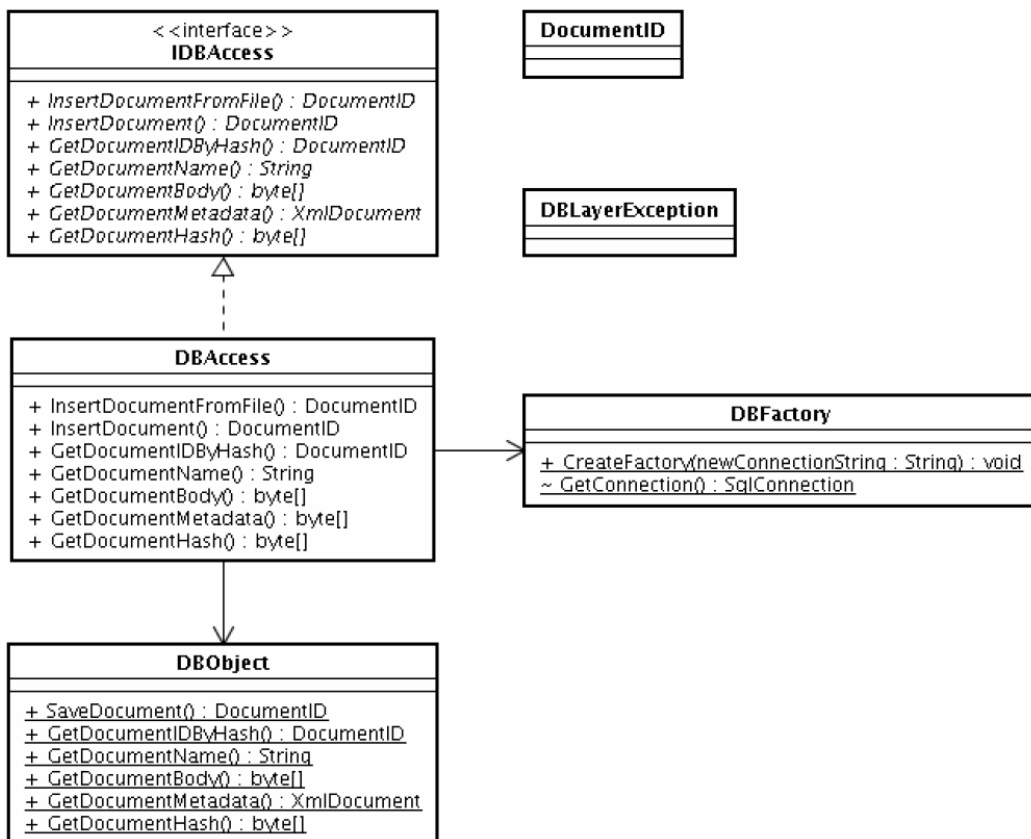 <<interface>>
IDBAccess
+ InsertDocumentFromFile() : DocumentID
+ InsertDocument() : DocumentID
+ GetDocumentIDByHash() : DocumentID
+ GetDocumentName() : String
+ GetDocumentBody() : byte[]
+ GetDocumentMetadata() : XmlDocument
+ GetDocumentHash() : byte[]
DocumentID
DBLayerException
DBAccess
+ InsertDocumentFromFile() : DocumentID
+ InsertDocument() : DocumentID
+ GetDocumentIDByHash() : DocumentID
+ GetDocumentName() : String
+ GetDocumentBody() : byte[]
+ GetDocumentMetadata() : byte[]
+ GetDocumentHash() : byte[]
DBFactory
+ CreateFactory(newConnectionString : String) : void
~ GetConnection() : SqlConnection
DBObject
+ SaveDocument() : DocumentID
+ GetDocumentIDByHash() : DocumentID
+ GetDocumentName() : String
+ GetDocumentBody() : byte[]
+ GetDocumentMetadata() : XmlDocument
+ GetDocumentHash() : byte[]